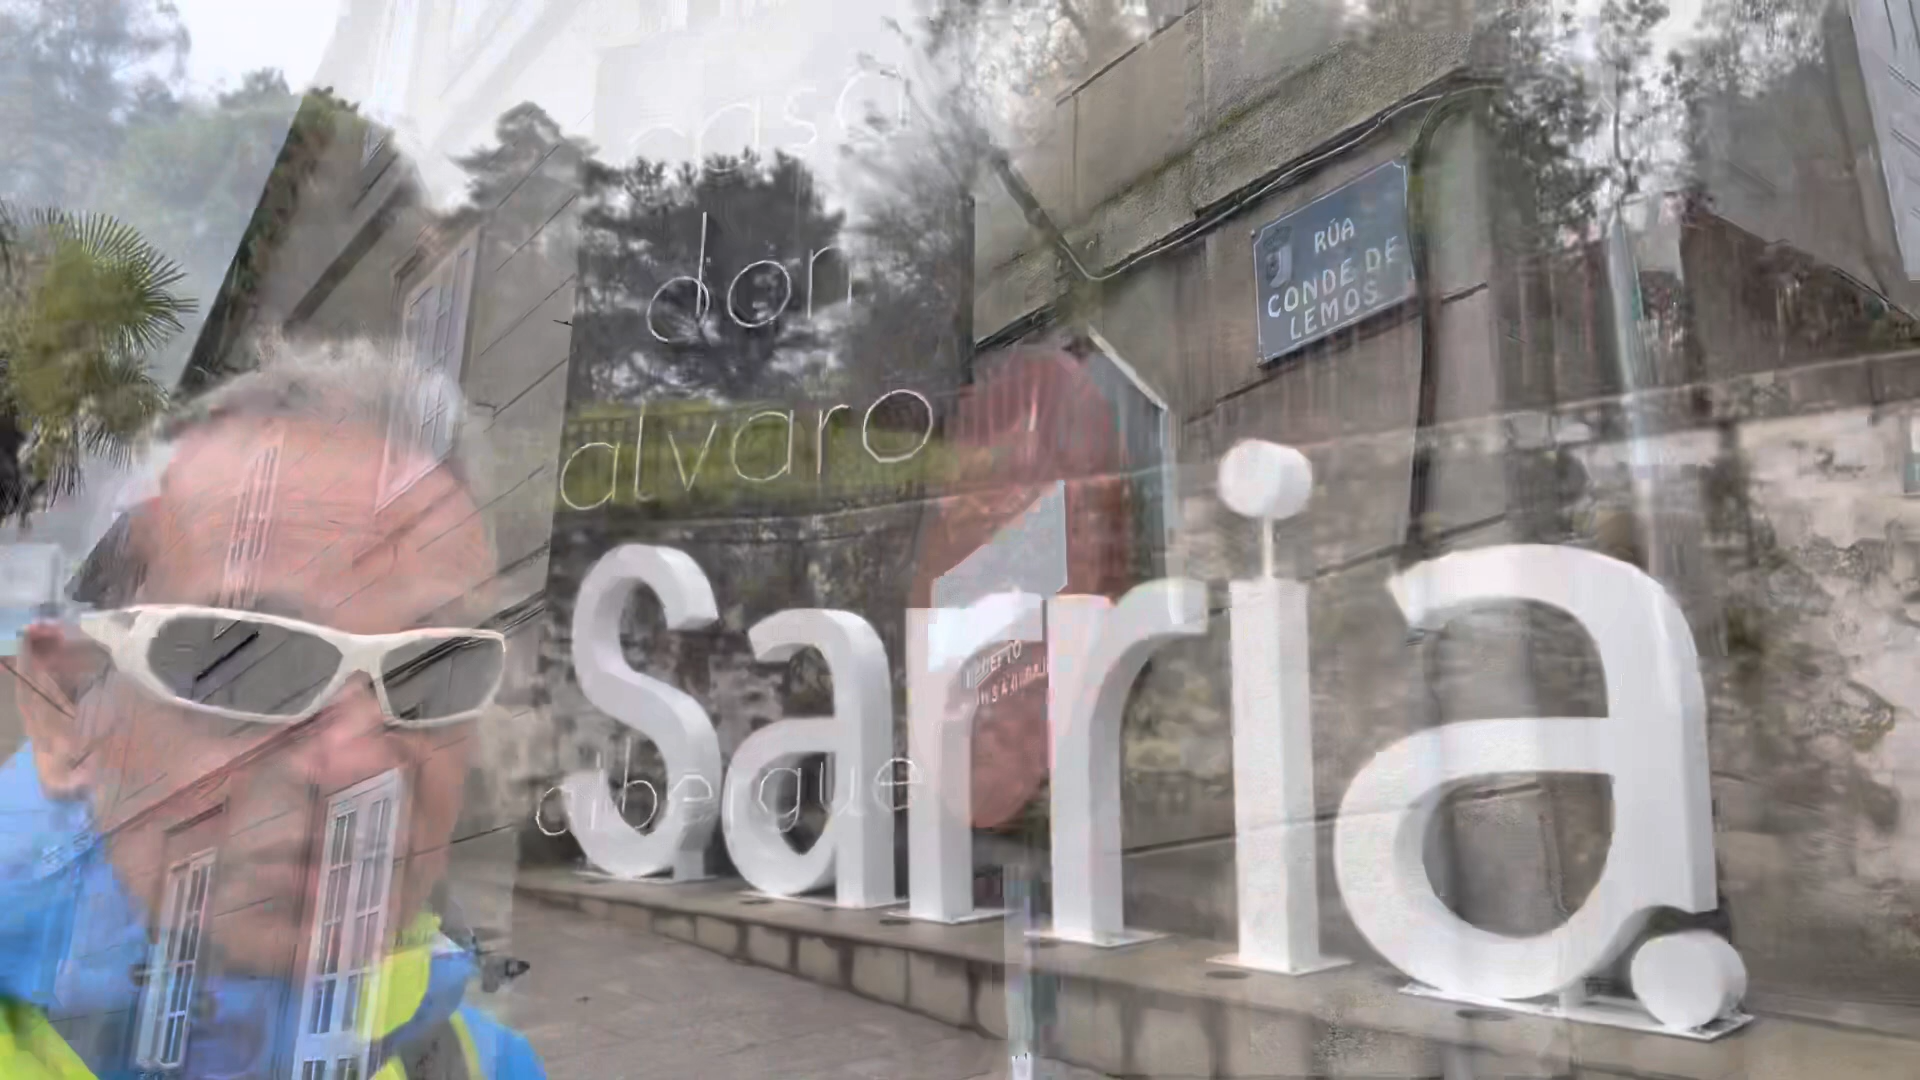 casa
don
alvaro
albergue
RÚA
CONDE DE
LEMOS
Sarria